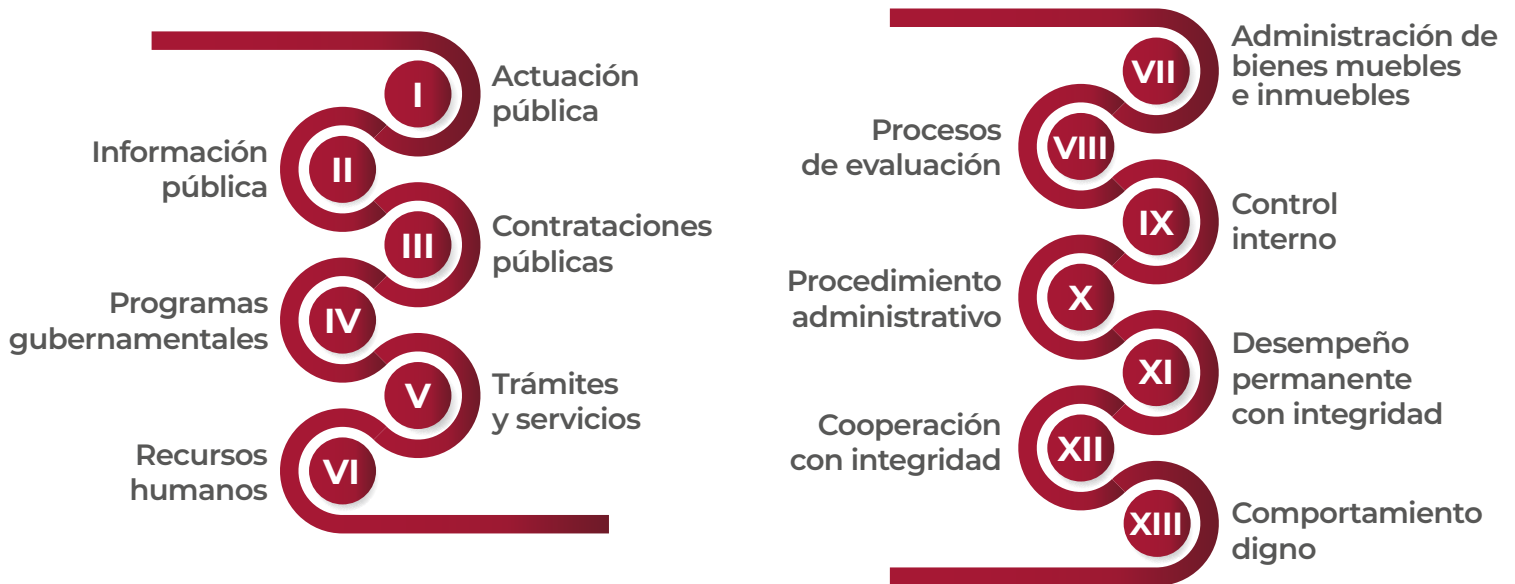 I
Actuación
pública
Información
pública
II
III
Contrataciones
públicas
Programas
gubernamentales
IV
V
Trámites
y servicios
Recursos
humanos
VI
VII
Administración de
bienes muebles
e inmuebles
Procesos
de evaluación
VIII
IX
Control
interno
Procedimiento
administrativo
X
XI
Desempeño
permanente
con integridad
Cooperación
con integridad
XII
XIII
Comportamiento
digno